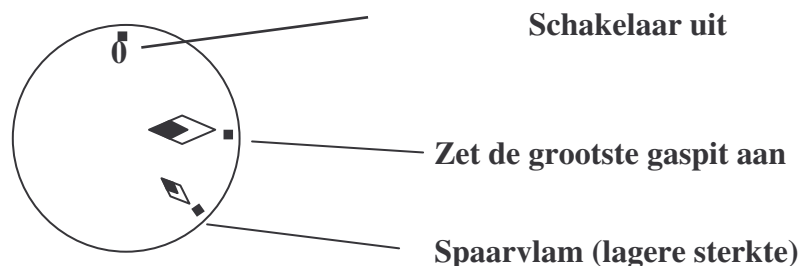 Schakelaar uit
0
Zet de grootste gaspit aan
Spaarvlam (lagere sterkte)